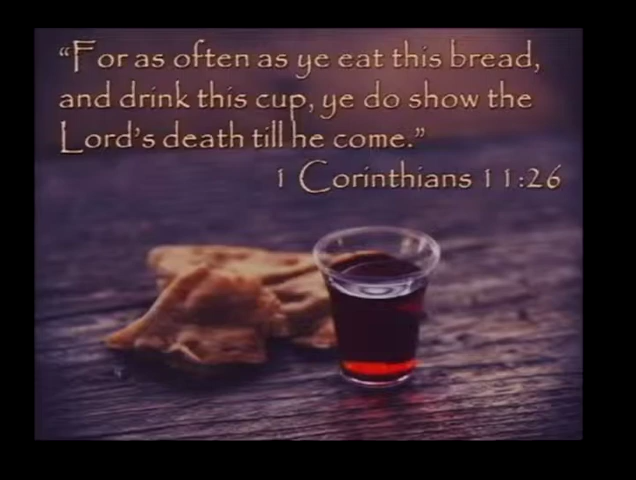 “For as often as ye eat this bread,
and drink this cup, ye do show the
Lord's death till he come.”
1 Corinthians 11:26